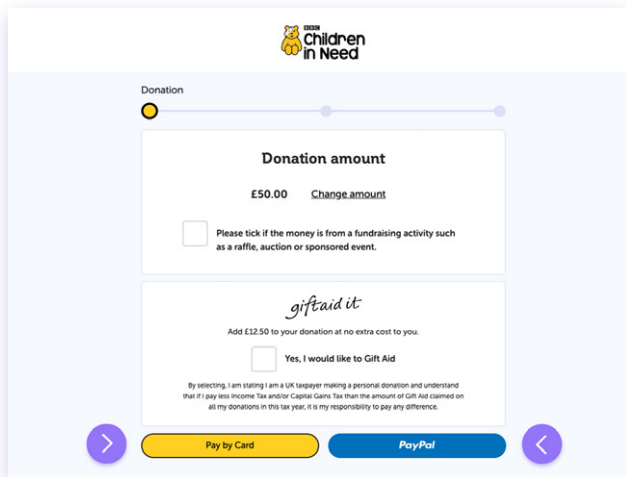 BBC
Children
in Need
Donation
Donation amount
£50.00 Change amount
Please tick if the money is from a fundraising activity such
as a raffle, auction or sponsored event.
giftaid it
Add £12.50 to your donation at no extra cost to you.
Yes, I would like to Gift Aid
By selecting, I am stating I am a UK taxpayer making a personal donation and understand
that if I pay less Income Tax and/or Capital Gains Tax than the amount of Gift Aid claimed on
all my donations in this tax year, it is my responsibility to pay any difference.
Pay by Card PayPal